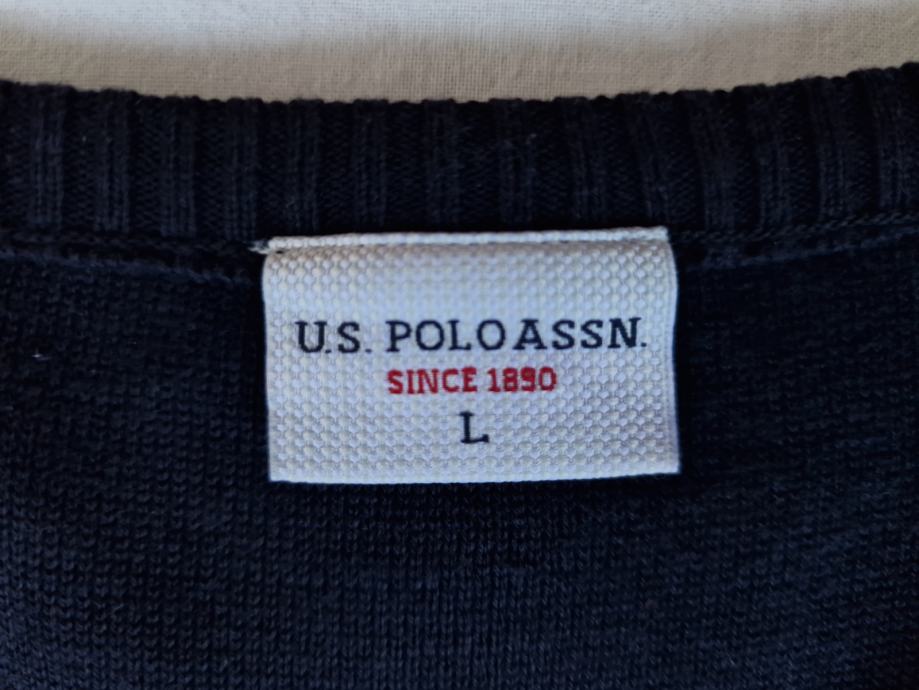 U.S. POLO ASSN.
SINCE 1890
L